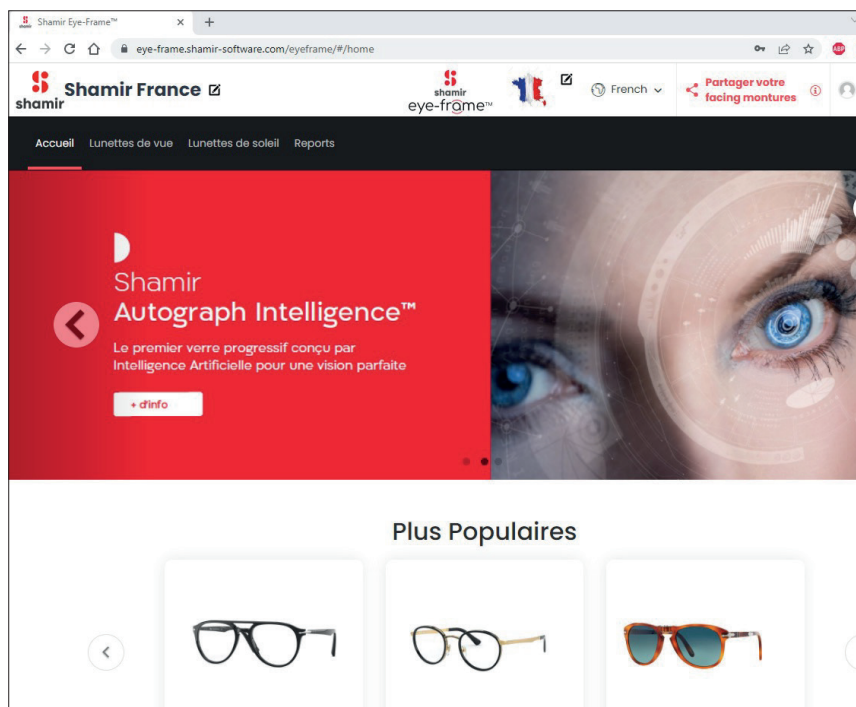 Shamir Eye-Frame™
eye-frame.shamir-software.com/eyeframe/#/home
ABP
shamir
Shamir France
shamir
eye-frame™
French
Partager votre
facing montures
Accueil Lunettes de vue Lunettes de soleil Reports
Shamir
Autograph Intelligence™
Le premier verre progressif conçu par
Intelligence Artificielle pour une vision parfaite
+ d'info
Plus Populaires